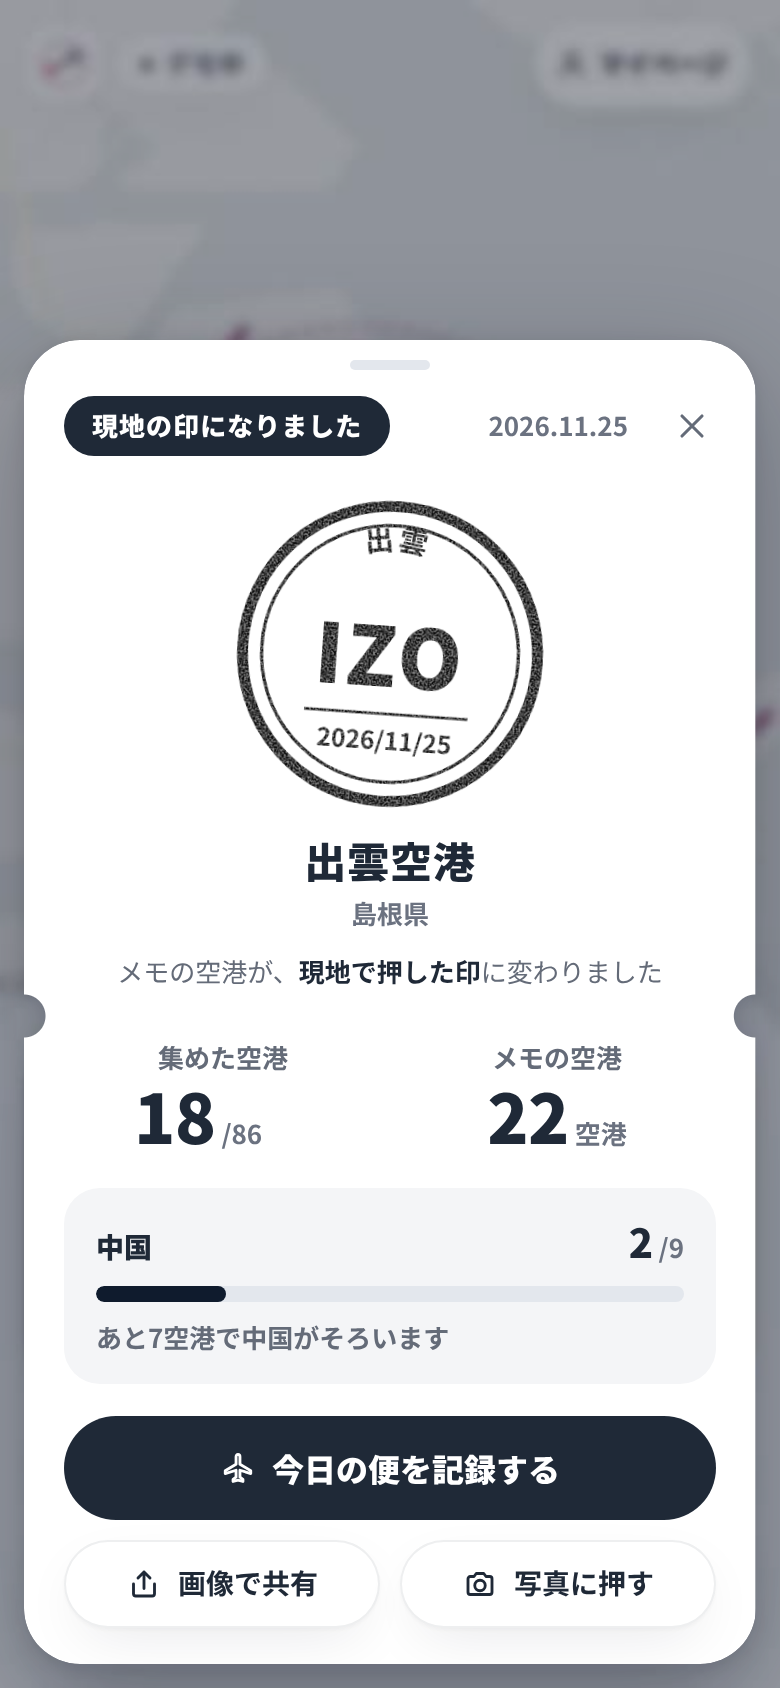 現地の印になりました
2026.11.25
出雲
IZO
2026/11/25
出雲空港
島根県
メモの空港が、現地で押した印に変わりました
集めた空港
メモの空港
18 /86
22 空港
中国
2 /9
あと7空港で中国がそろいます
今日の便を記録する
画像で共有
写真に押す